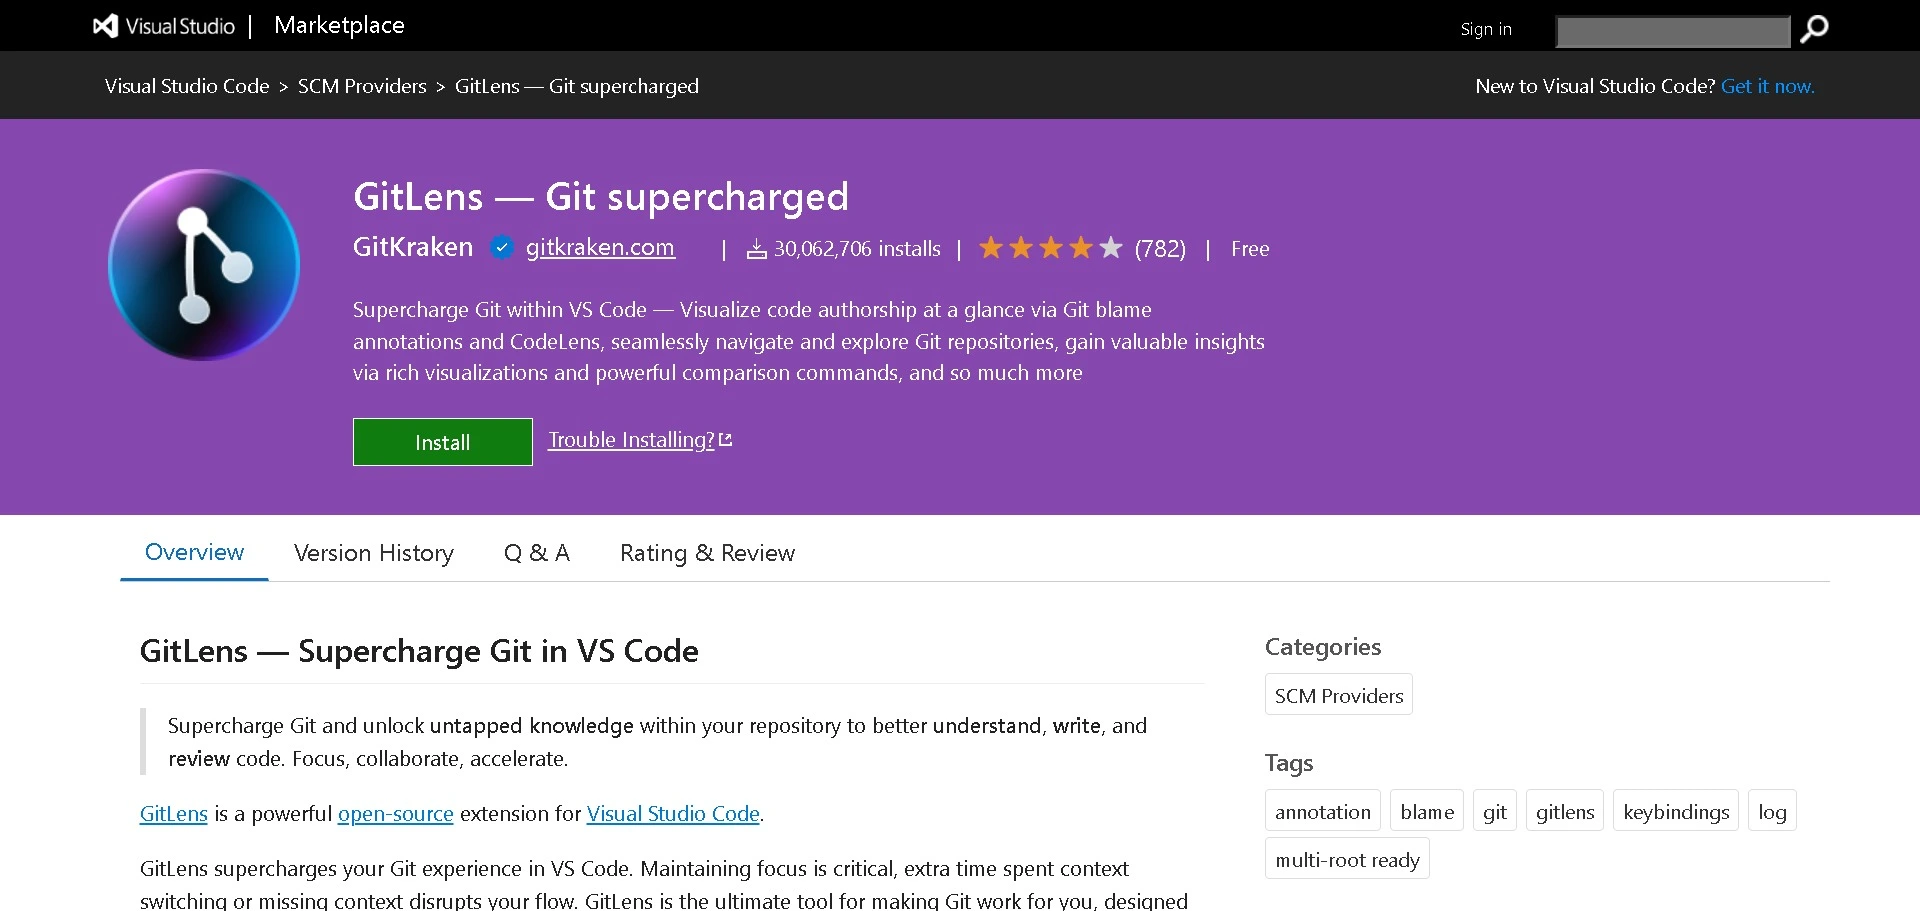 Visual Studio | Marketplace
Sign in
Visual Studio Code > SCM Providers > GitLens — Git supercharged
New to Visual Studio Code? Get it now.
GitLens — Git supercharged
GitKraken gitkraken.com | 30,062,706 installs | (782) | Free
Supercharge Git within VS Code — Visualize code authorship at a glance via Git blame
annotations and CodeLens, seamlessly navigate and explore Git repositories, gain valuable insights
via rich visualizations and powerful comparison commands, and so much more
Install
Trouble Installing?
Overview
Version History
Q & A
Rating & Review
GitLens — Supercharge Git in VS Code
Supercharge Git and unlock untapped knowledge within your repository to better understand, write, and
review code. Focus, collaborate, accelerate.
GitLens is a powerful open-source extension for Visual Studio Code.
GitLens supercharges your Git experience in VS Code. Maintaining focus is critical, extra time spent context
switching or missing context disrupts your flow. GitLens is the ultimate tool for making Git work for you, designed
Categories
SCM Providers
Tags
annotation blame git gitlens keybindings log
multi-root ready